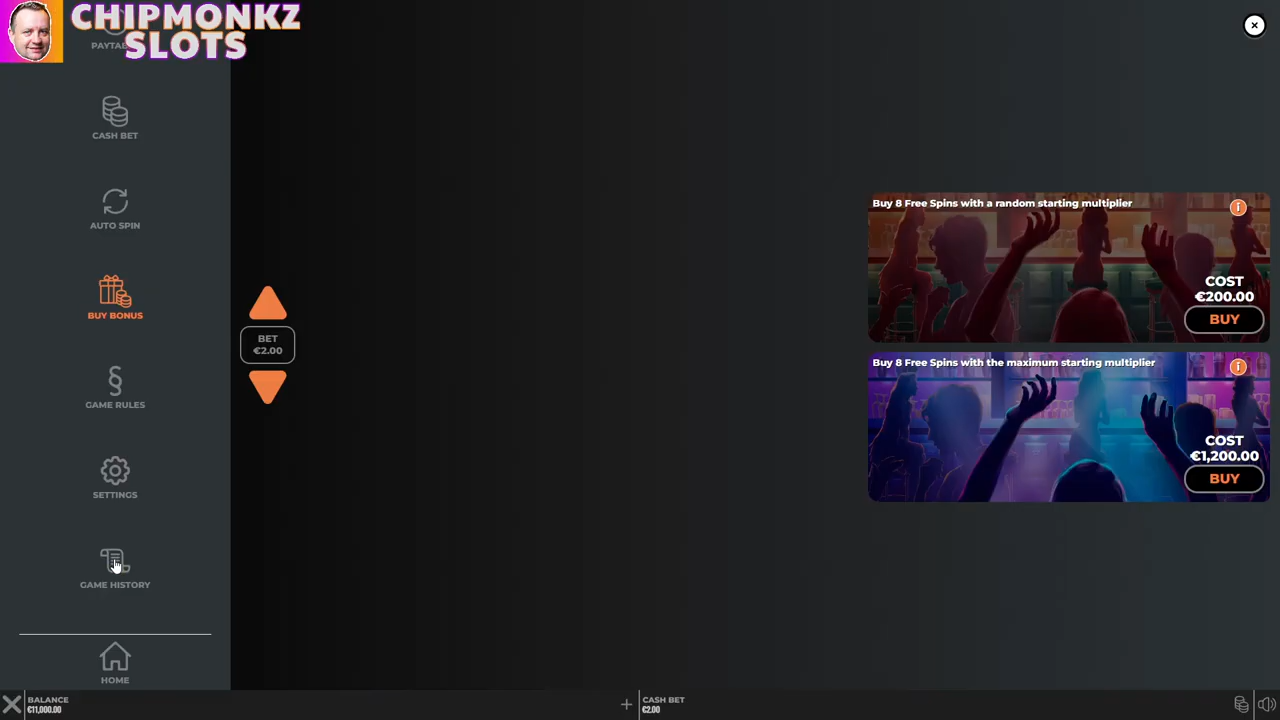 CHIPMONKZ
SLOTS
CASH BET
AUTO SPIN
BUY BONUS
GAME RULES
SETTINGS
GAME HISTORY
HOME
BET
€2.00
Buy 8 Free Spins with a random starting multiplier
COST
€200.00
BUY
Buy 8 Free Spins with the maximum starting multiplier
COST
€1,200.00
BUY
BALANCE
€11,000.00
CASH BET
€2.00